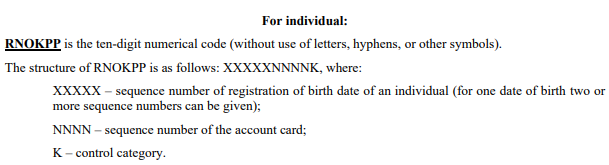 For individual:
RNOKPP is the ten-digit numerical code (without use of letters, hyphens, or other symbols).
The structure of RNOKPP is as follows: XXXXXNNNNK, where:
XXXXX – sequence number of registration of birth date of an individual (for one date of birth two or
more sequence numbers can be given);
NNNN – sequence number of the account card;
K – control category.